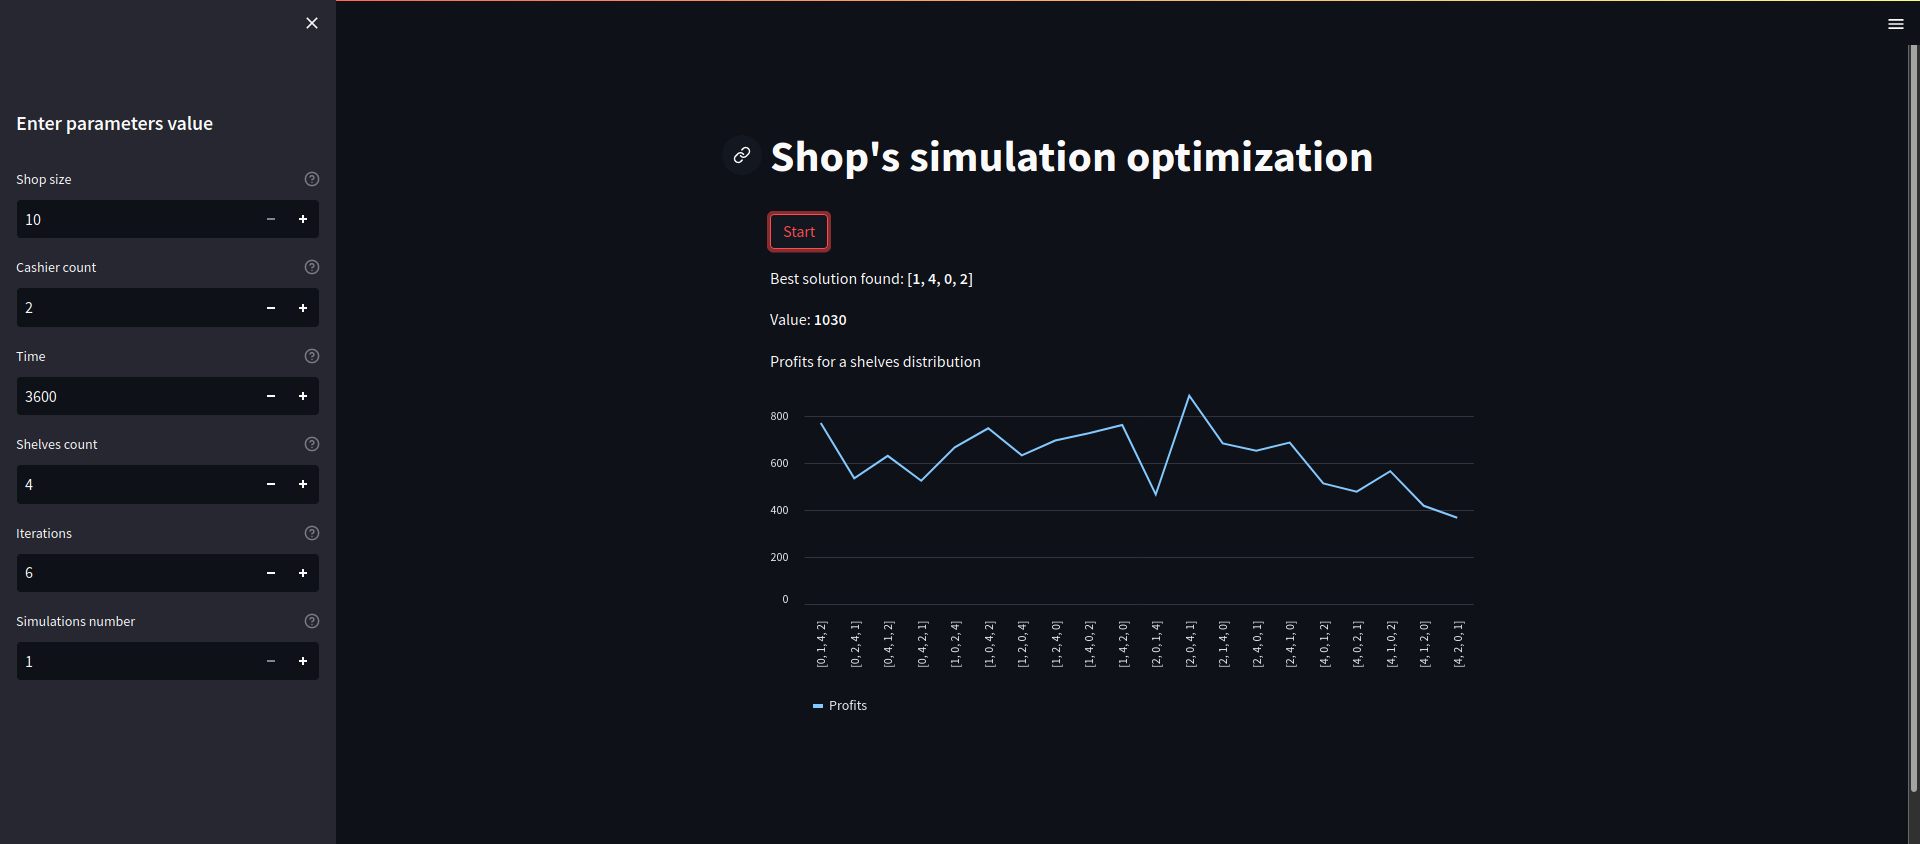 Enter parameters value
Shop size
10
Cashier count
2
Time
3600
Shelves count
4
Iterations
6
Simulations number
1
Shop's simulation optimization
Start
Best solution found: [1, 4, 0, 2]
Value: 1030
Profits for a shelves distribution
800
600
400
200
0
[0, 1, 4, 2]
[0, 2, 4, 1]
[0, 4, 1, 2]
[0, 4, 2, 1]
[1, 0, 2, 4]
[1, 0, 4, 2]
[1, 2, 0, 4]
[1, 2, 4, 0]
[1, 4, 0, 2]
[1, 4, 2, 0]
[2, 0, 1, 4]
[2, 0, 4, 1]
[2, 1, 4, 0]
[2, 4, 0, 1]
[2, 4, 1, 0]
[4, 0, 1, 2]
[4, 0, 2, 1]
[4, 1, 0, 2]
[4, 1, 2, 0]
[4, 2, 0, 1]
Profits